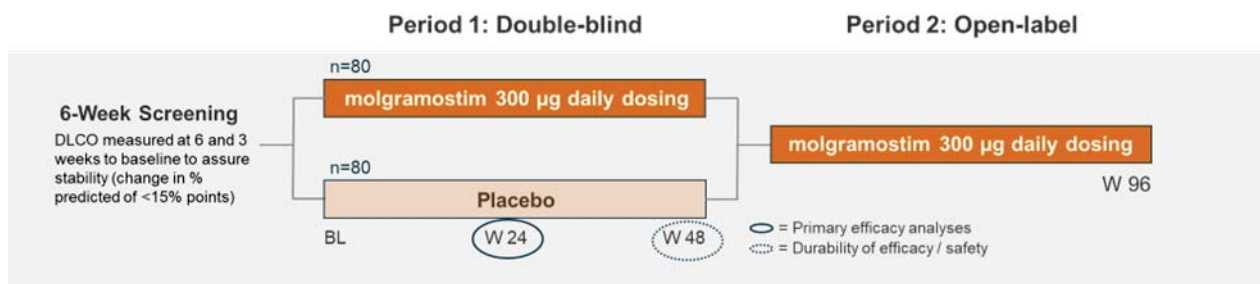 Period 1: Double-blind
Period 2: Open-label
n=80
molgramostim 300 µg daily dosing
6-Week Screening
DLCO measured at 6 and 3
weeks to baseline to assure
stability (change in %
predicted of <15% points)
molgramostim 300 µg daily dosing
n=80
Placebo
W 96
BL
W 24
W 48
= Primary efficacy analyses
= Durability of efficacy / safety